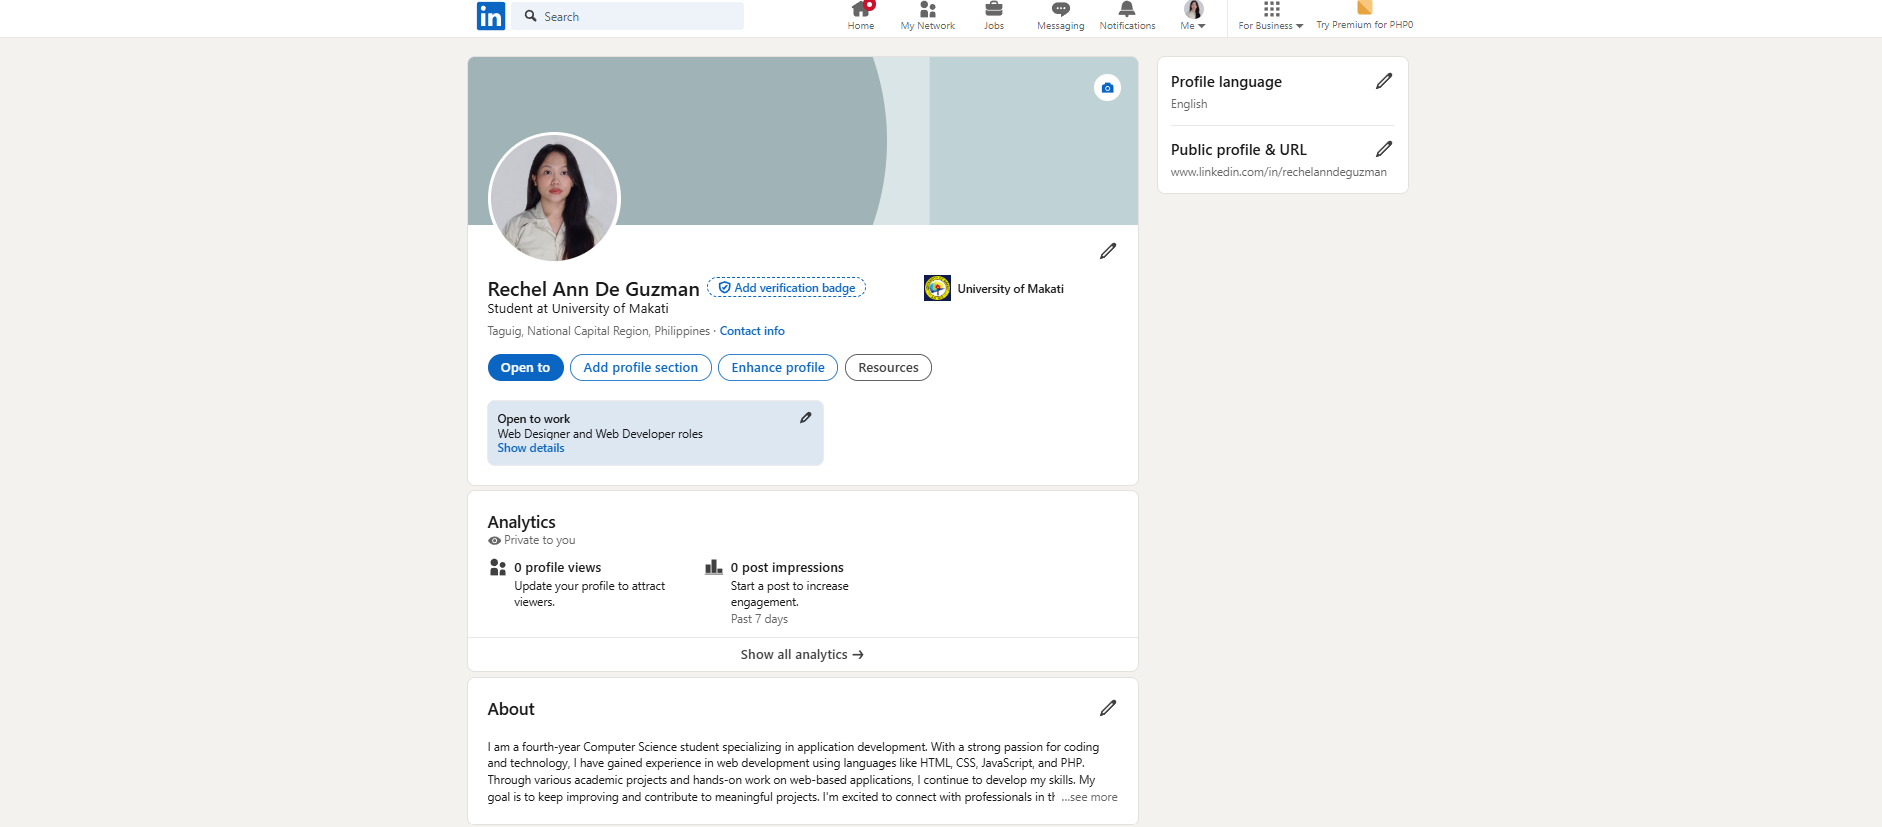 in
Search
Home
My Network
Jobs
Messaging
Notifications
Me
For Business
Try Premium for PHP0
Profile language
English
Public profile & URL
www.linkedin.com/in/rechelanndeguzman
Rechel Ann De Guzman
Add verification badge
University of Makati
Student at University of Makati
Taguig, National Capital Region, Philippines · Contact info
Open to
Add profile section
Enhance profile
Resources
Open to work
Web Designer and Web Developer roles
Show details
Analytics
Private to you
0 profile views
Update your profile to attract
viewers.
0 post impressions
Start a post to increase
engagement.
Past 7 days
Show all analytics →
About
I am a fourth-year Computer Science student specializing in application development. With a strong passion for coding
and technology, I have gained experience in web development using languages like HTML, CSS, JavaScript, and PHP.
Through various academic projects and hands-on work on web-based applications, I continue to develop my skills. My
goal is to keep improving and contribute to meaningful projects. I'm excited to connect with professionals in th ...see more